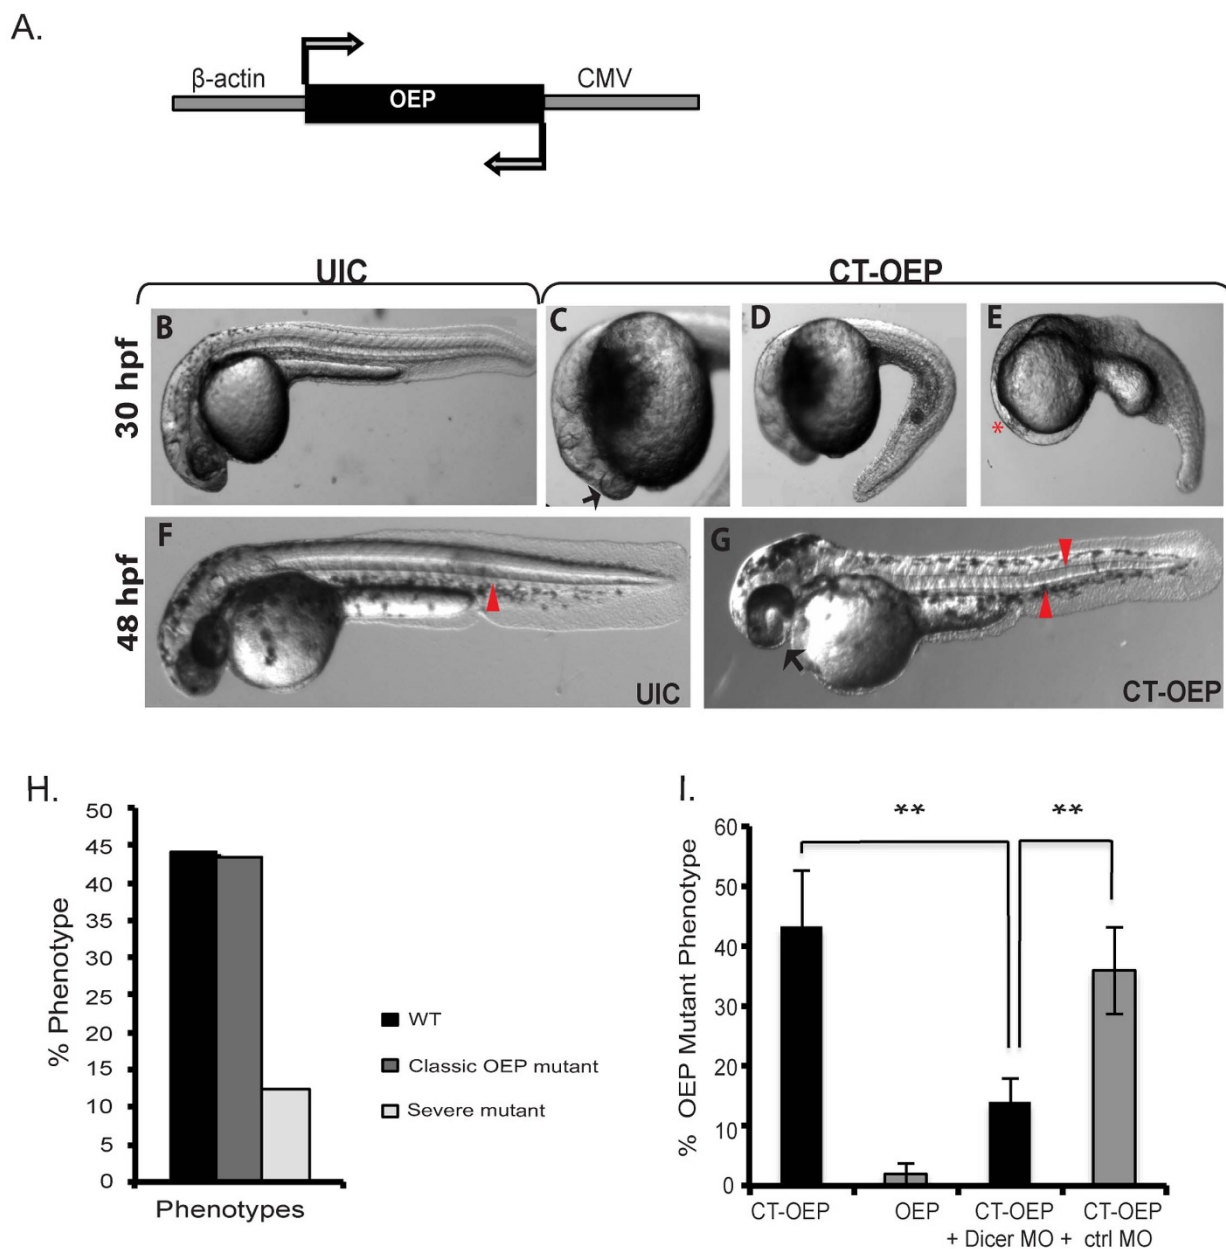 A.
β-actin
OEP
CMV
UIC
CT-OEP
30 hpf
B
C
D
E
*
48 hpf
F
UIC
G
CT-OEP
H.
% Phenotype
50
45
40
35
30
25
20
15
10
5
0
Phenotypes
WT
Classic OEP mutant
Severe mutant
I.
% OEP Mutant Phenotype
60
50
40
30
20
10
0
**
**
CT-OEP
OEP
CT-OEP
+ Dicer MO
CT-OEP
+ ctrl MO